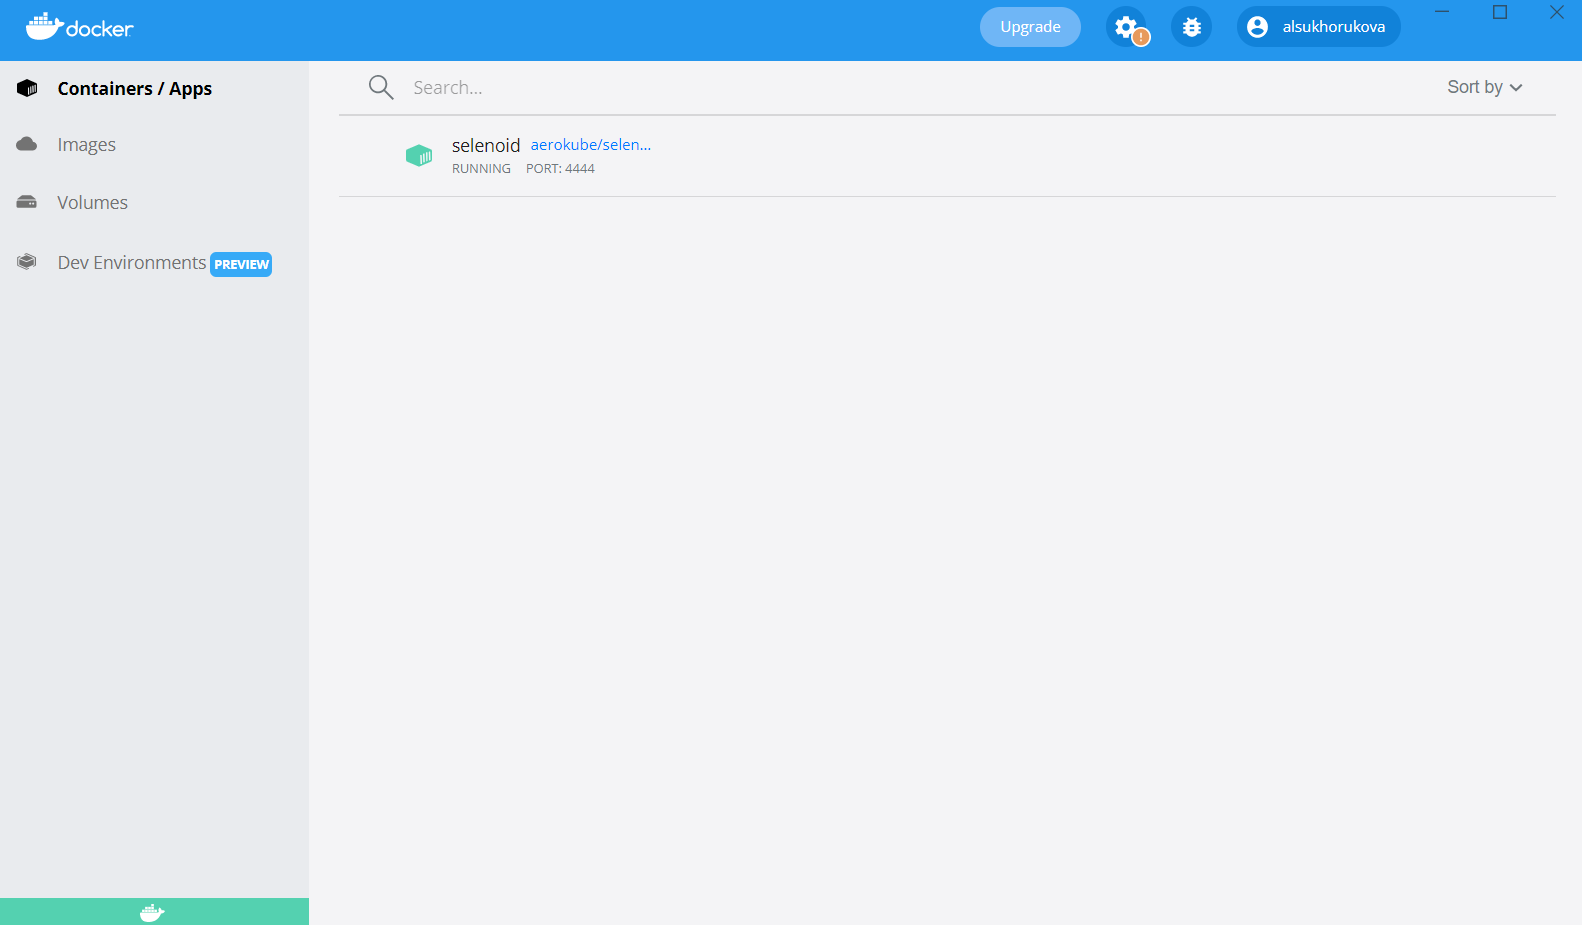 docker
Upgrade
!
alsukhorukova
Containers / Apps
Images
Volumes
Dev Environments PREVIEW
Search...
Sort by
selenoid aerokube/selen...
RUNNING PORT: 4444